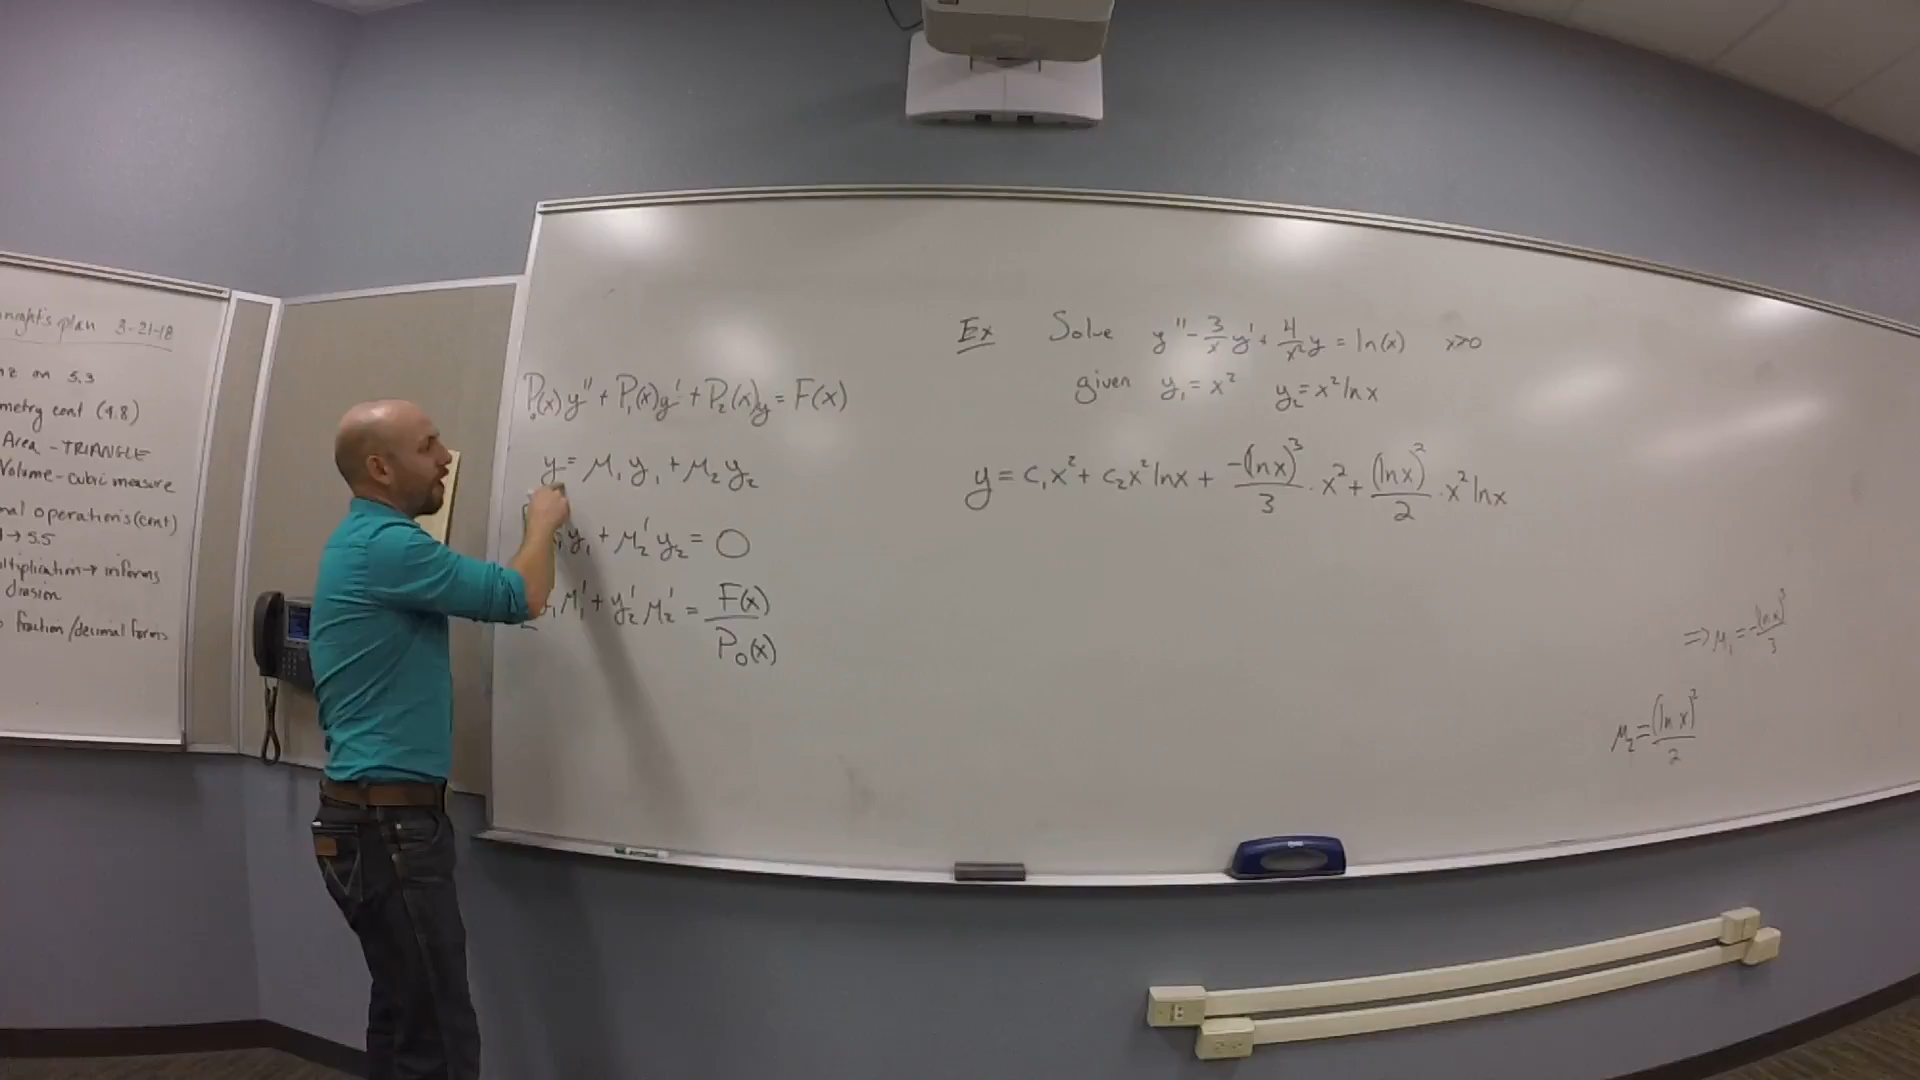 night's plan 3-21-18
on 5.3
ometry cont (4.8)
Area - TRIANGLE
Volume - cubic measure
nal operations (cont)
→ 5.5
ltiplication → informs
division
fraction/decimal forms
P₀(x)y'' + P₁(x)y' + P₂(x)y = F(x)
y = μ₁y₁ + μ₂y₂
y₁ + μ₂'y₂ = 0
μ₁' + y₂'μ₂' = F(x)/P₀(x)
Ex Solve y'' - 3/x y' + 4/x² y = ln(x) x>0
given y₁ = x² y₂ = x² ln x
y = c₁x² + c₂x² ln x + -(ln x)³/3 · x² + (ln x)²/2 · x² ln x
⇒ μ₁ = -(ln x)³/3
μ₂ = (ln x)²/2